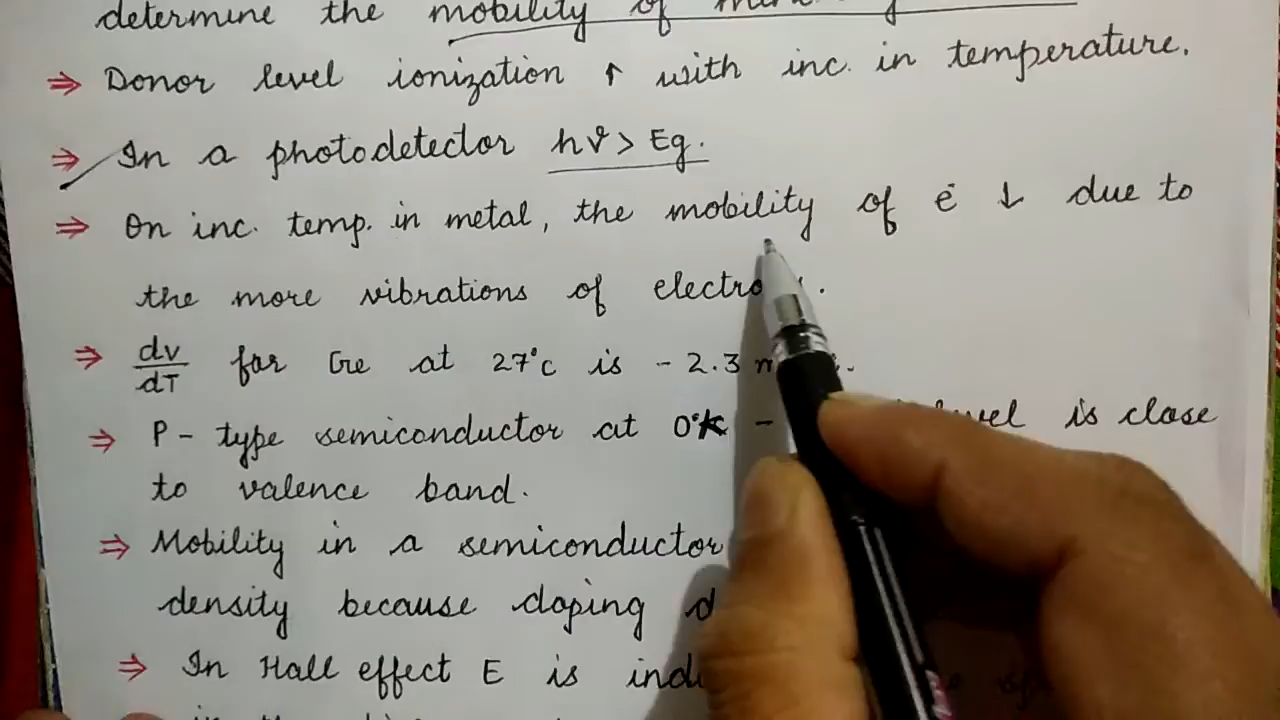 determine the mobility of
⇒ Donor level ionization ↑ with inc. in temperature.
⇒ In a photodetector hν > Eg.
⇒ On inc. temp. in metal, the mobility of ē ↓ due to
the more vibrations of
⇒ dv/dT for Ge at 27°c is - 2.3
⇒ P - type semiconductor at 0°K - level is close
to valence band.
⇒ Mobility in a semiconductor
density because doping
⇒ In Hall effect E is